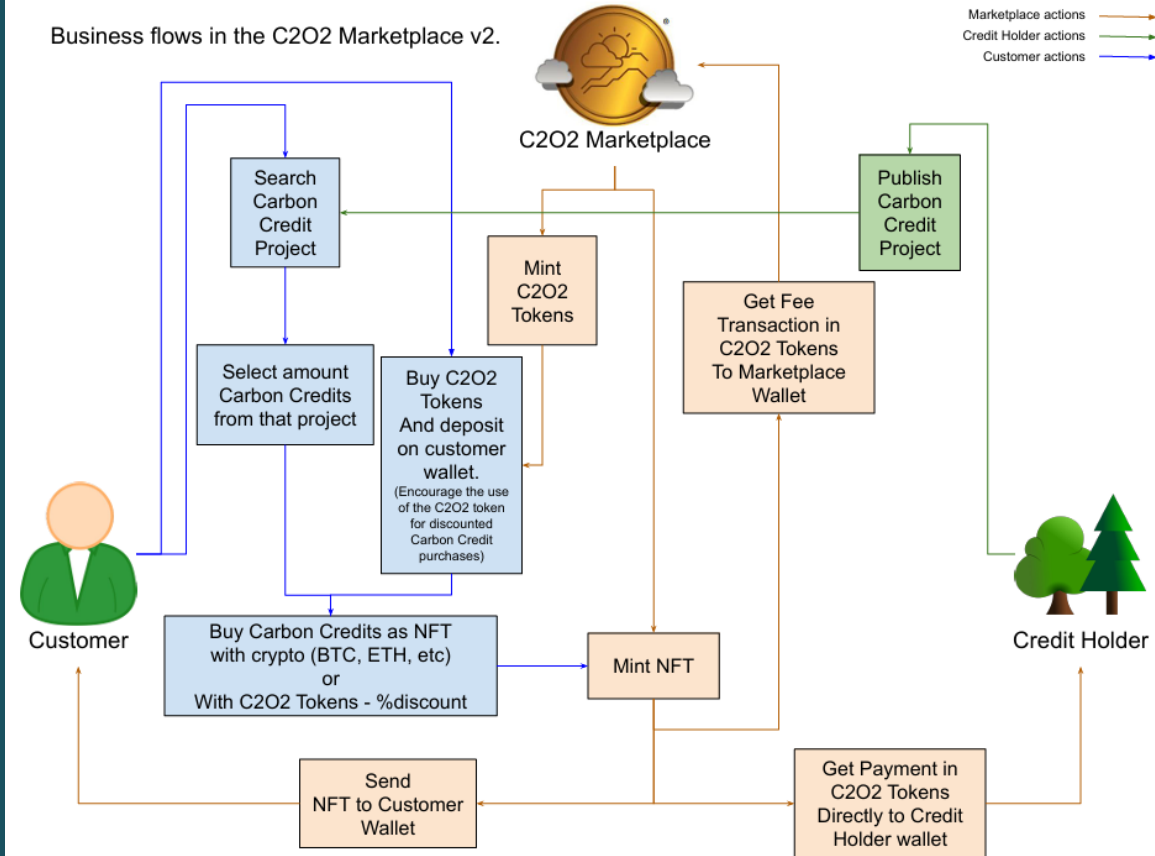 Business flows in the C2O2 Marketplace v2.
Marketplace actions
Credit Holder actions
Customer actions
®
C2O2 Marketplace
Search
Carbon
Credit
Project
Publish
Carbon
Credit
Project
Mint
C2O2
Tokens
Get Fee
Transaction in
C2O2 Tokens
To Marketplace
Wallet
Select amount
Carbon Credits
from that project
Buy C2O2
Tokens
And deposit
on customer
wallet.
(Encourage the use
of the C2O2 token
for discounted
Carbon Credit
purchases)
Customer
Credit Holder
Buy Carbon Credits as NFT
with crypto (BTC, ETH, etc)
or
With C2O2 Tokens - %discount
Mint NFT
Send
NFT to Customer
Wallet
Get Payment in
C2O2 Tokens
Directly to Credit
Holder wallet